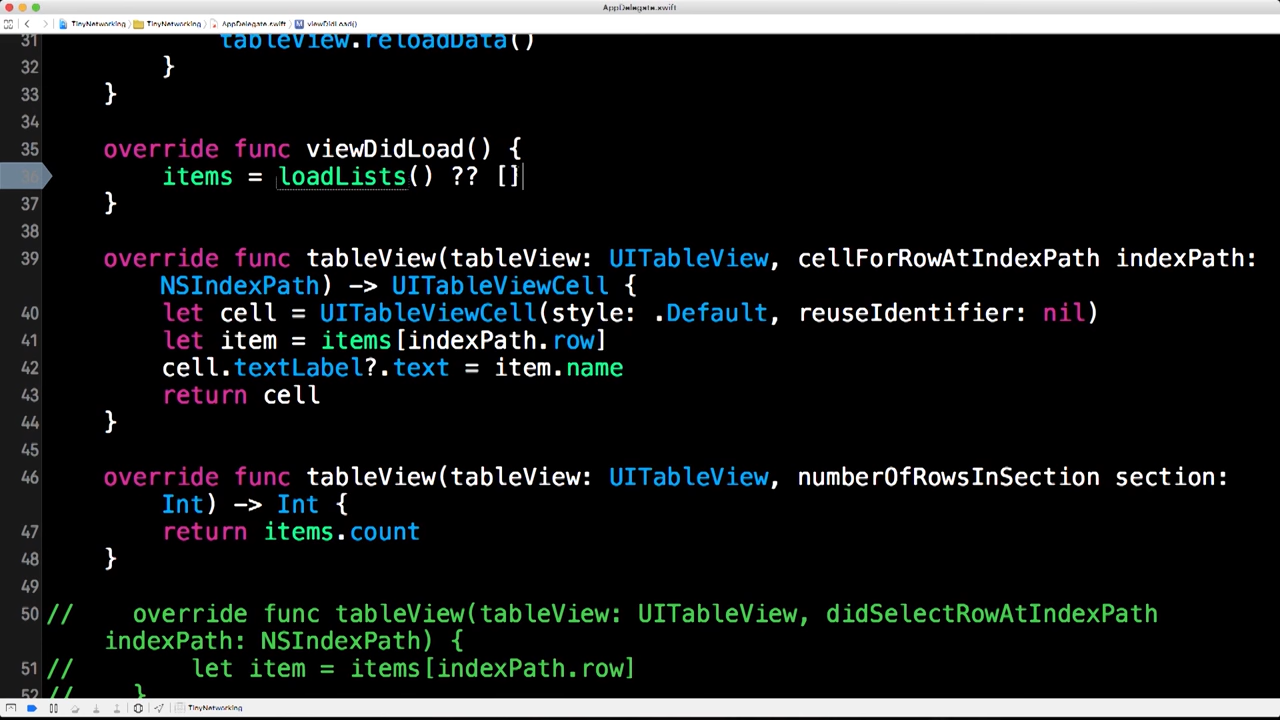 AppDelegate.swift
TinyNetworking TinyNetworking AppDelegate.swift M viewDidLoad()
31 tableView.reloadData()
32 }
33 }
34
35 override func viewDidLoad() {
36 items = loadLists() ?? []
37 }
38
39 override func tableView(tableView: UITableView, cellForRowAtIndexPath indexPath:
NSIndexPath) -> UITableViewCell {
40 let cell = UITableViewCell(style: .Default, reuseIdentifier: nil)
41 let item = items[indexPath.row]
42 cell.textLabel?.text = item.name
43 return cell
44 }
45
46 override func tableView(tableView: UITableView, numberOfRowsInSection section:
Int) -> Int {
47 return items.count
48 }
49
50 // override func tableView(tableView: UITableView, didSelectRowAtIndexPath
indexPath: NSIndexPath) {
51 // let item = items[indexPath.row]
52 // }
TinyNetworking